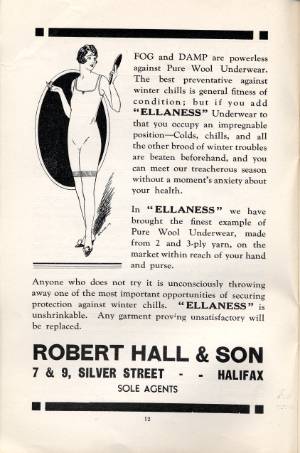 FOG and DAMP are powerless
against Pure Wool Underwear.
The best preventative against
winter chills is general fitness of
condition; but if you add
"ELLANESS" Underwear to
that you occupy an impregnable
position—Colds, chills, and all
the other brood of winter troubles
are beaten beforehand, and you
can meet our treacherous season
without a moment's anxiety about
your health.
In "ELLANESS" we have
brought the finest example of
Pure Wool Underwear, made
from 2 and 3-ply yarn, on the
market within reach of your hand
and purse.
Anyone who does not try it is unconsciously throwing
away one of the most important opportunities of securing
protection against winter chills. "ELLANESS" is
unshrinkable. Any garment proving unsatisfactory will
be replaced.
ROBERT HALL & SON
7 & 9, SILVER STREET - - HALIFAX
SOLE AGENTS
12